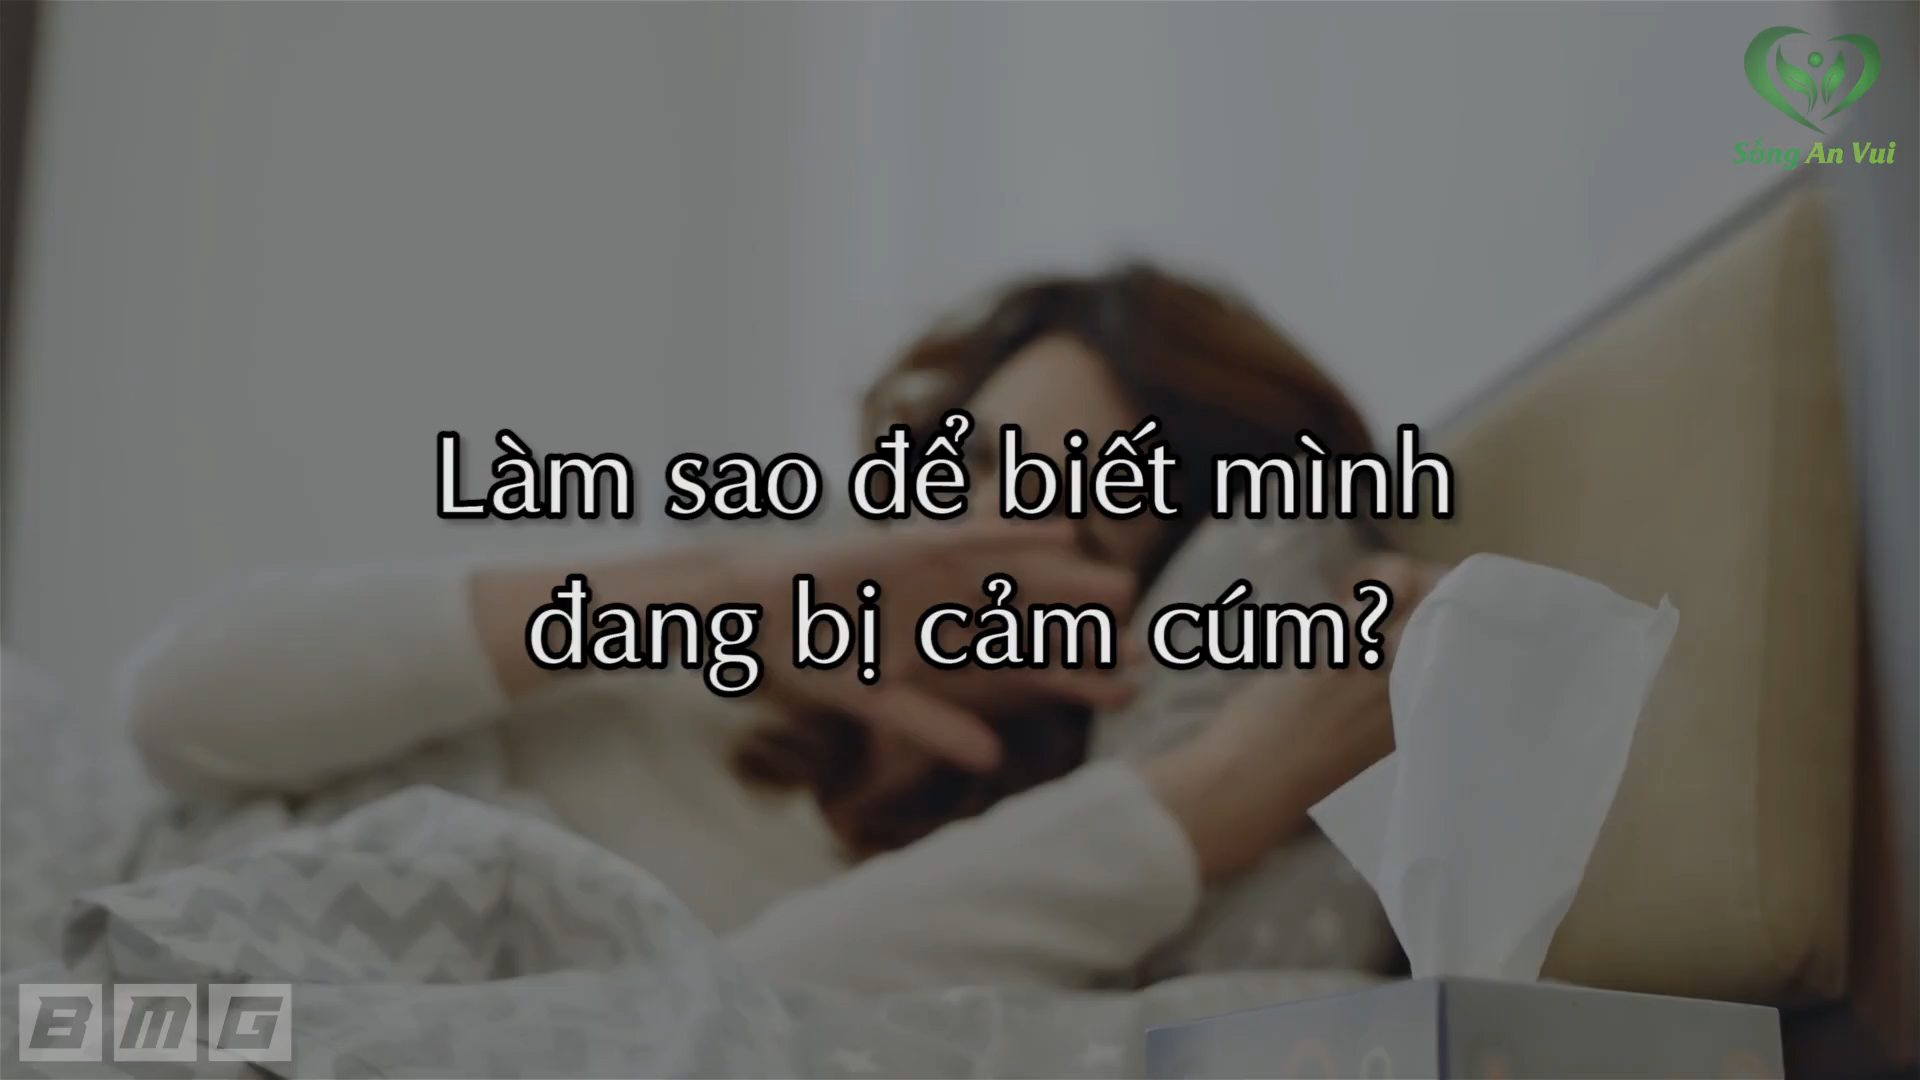 Sống An Vui
Làm sao để biết mình
đang bị cảm cúm?
BMG